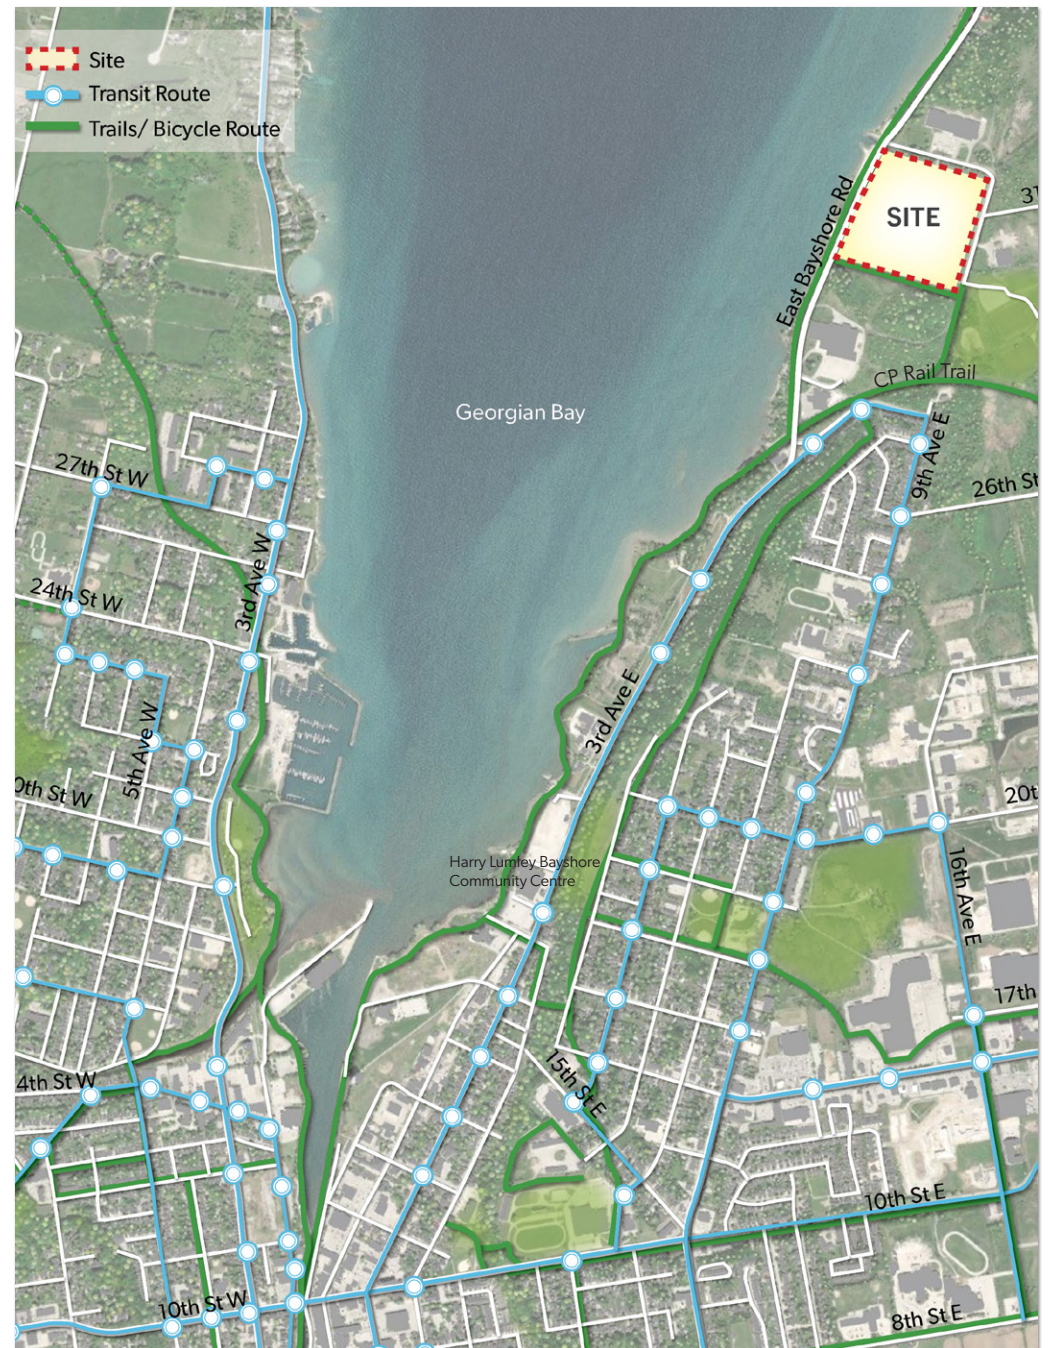 Site
Transit Route
Trails/ Bicycle Route
East Bayshore Rd
SITE
CP Rail Trail
Georgian Bay
9th Ave E
26th St
27th St W
24th St W
3rd Ave W
3rd Ave E
5th Ave W
0th St W
20t
Harry Lumley Bayshore
Community Centre
16th Ave E
17th
4th St W
15th St E
10th St E
10th St W
8th St E